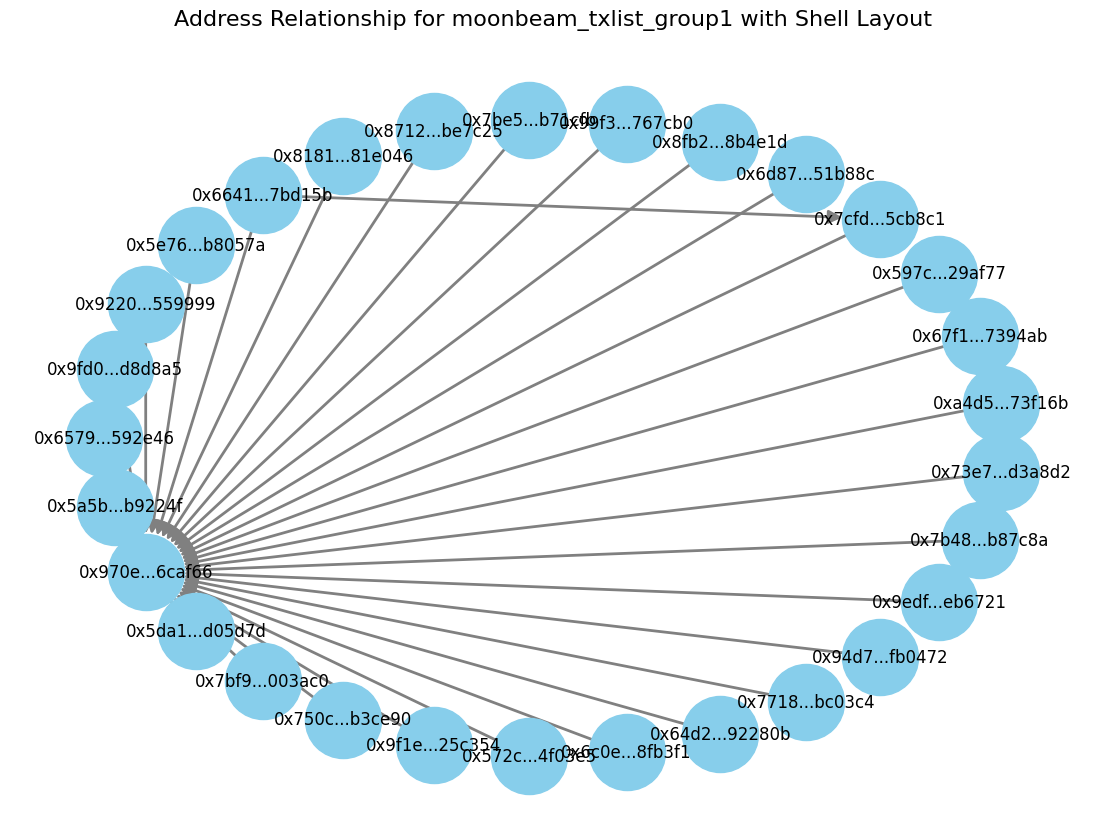 Address Relationship for moonbeam_txlist_group1 with Shell Layout
0x7be5...b71cfb
0x99f3...767cb0
0x8712...be7c25
0x8fb2...8b4e1d
0x8181...81e046
0x6d87...51b88c
0x6641...7bd15b
0x7cfd...5cb8c1
0x5e76...b8057a
0x597c...29af77
0x9220...559999
0x67f1...7394ab
0x9fd0...d8d8a5
0xa4d5...73f16b
0x6579...592e46
0x73e7...d3a8d2
0x5a5b...b9224f
0x7b48...b87c8a
0x970e...6caf66
0x9edf...eb6721
0x5da1...d05d7d
0x94d7...fb0472
0x7bf9...003ac0
0x7718...bc03c4
0x750c...b3ce90
0x64d2...92280b
0x9f1e...25c354
0x6c0e...8fb3f1
0x572c...4f03e5